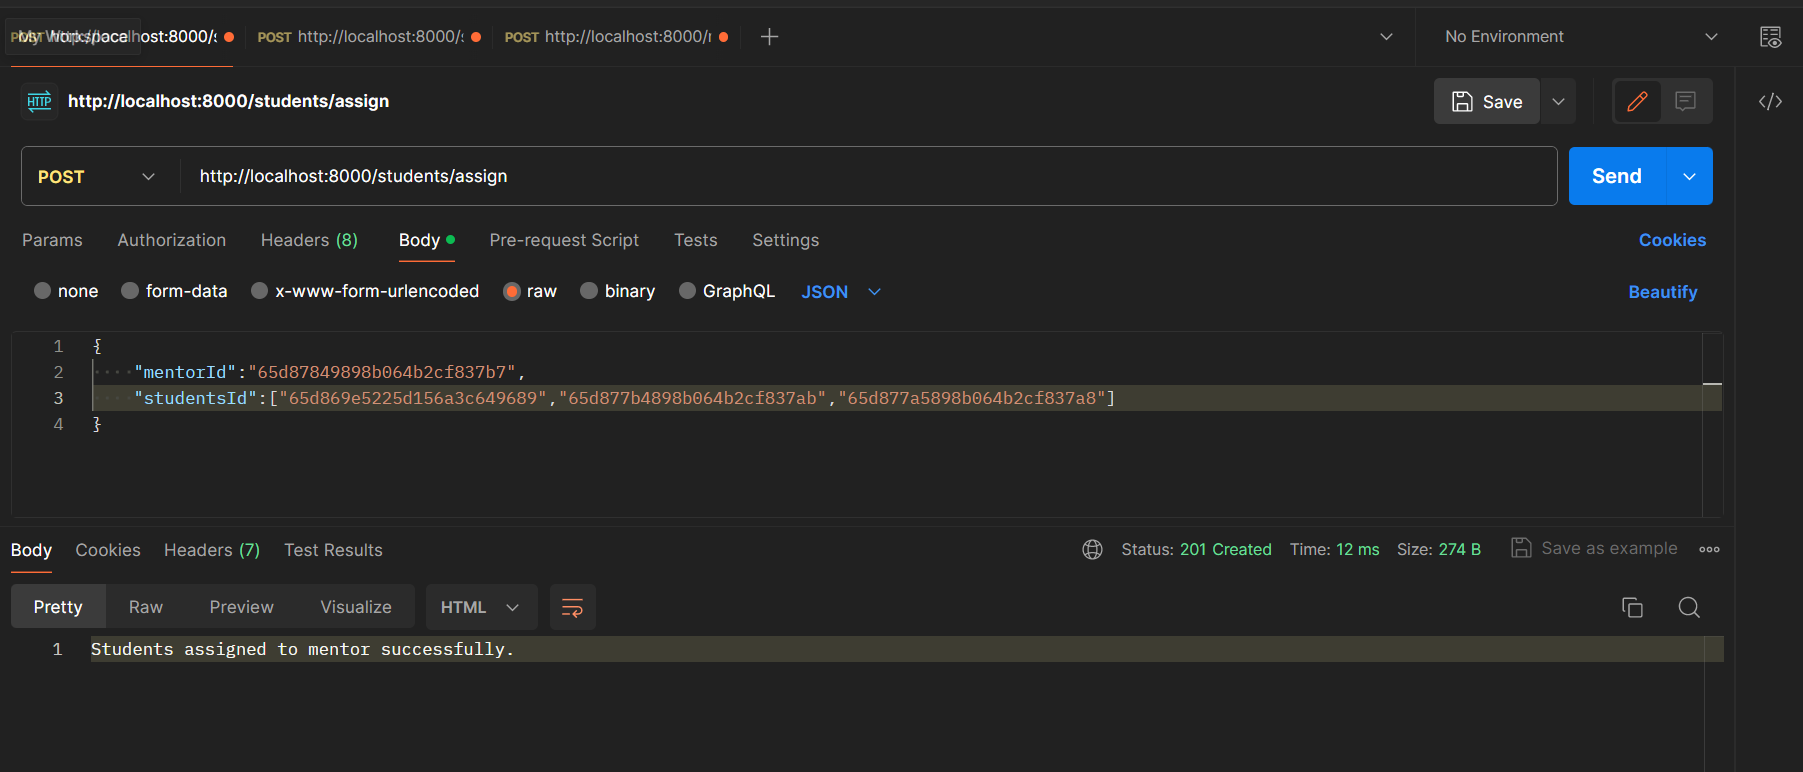 POST http://localhost:8000/s
My Workspace
POST http://localhost:8000/s
POST http://localhost:8000/r
No Environment
HTTP http://localhost:8000/students/assign
Save
POST http://localhost:8000/students/assign
Send
Params Authorization Headers (8) Body Pre-request Script Tests Settings Cookies
none form-data x-www-form-urlencoded raw binary GraphQL JSON Beautify
1 {
2 "mentorId":"65d87849898b064b2cf837b7",
3 "studentsId":["65d869e5225d156a3c649689","65d877b4898b064b2cf837ab","65d877a5898b064b2cf837a8"]
4 }
Body Cookies Headers (7) Test Results Status: 201 Created Time: 12 ms Size: 274 B Save as example
Pretty Raw Preview Visualize HTML
1 Students assigned to mentor successfully.